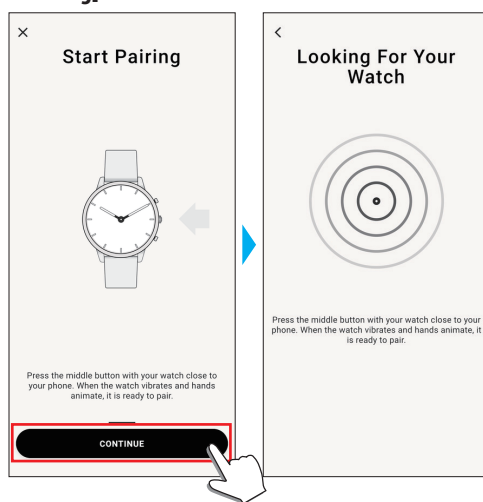 Start Pairing
Press the middle button with your watch close to
your phone. When the watch vibrates and hands
animate, it is ready to pair.
CONTINUE
Looking For Your
Watch
Press the middle button with your watch close to your
phone. When the watch vibrates and hands animate, it
is ready to pair.